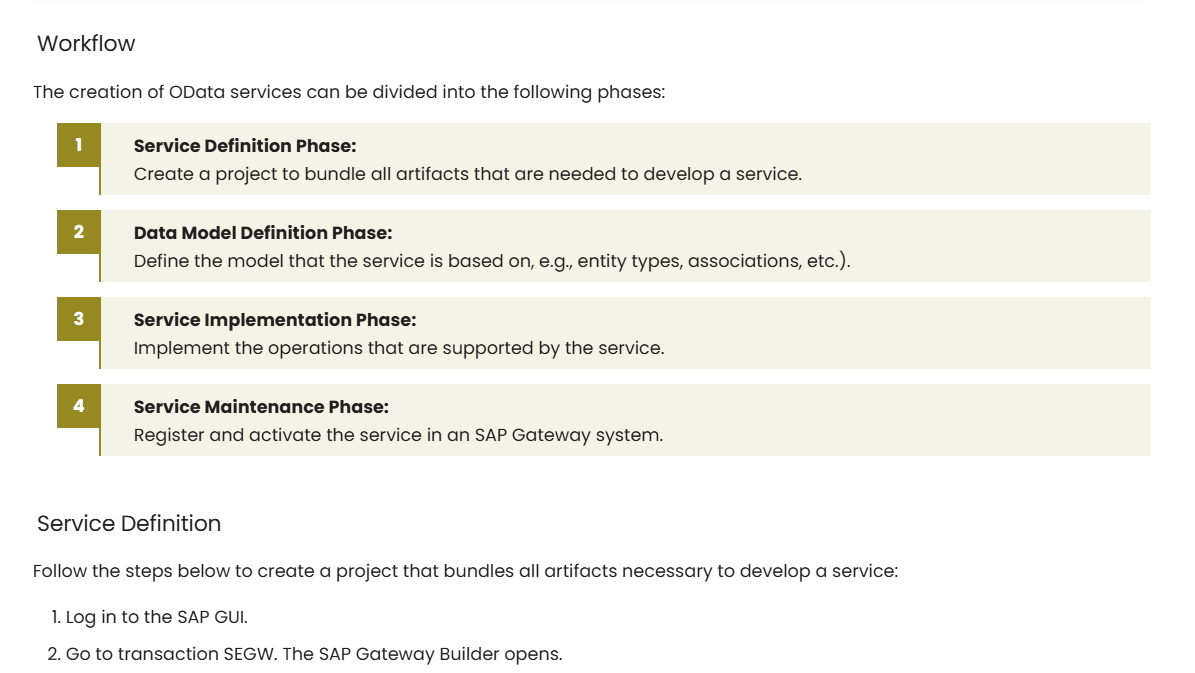 Workflow
The creation of OData services can be divided into the following phases:
1
Service Definition Phase:
Create a project to bundle all artifacts that are needed to develop a service.
2
Data Model Definition Phase:
Define the model that the service is based on, e.g., entity types, associations, etc.).
3
Service Implementation Phase:
Implement the operations that are supported by the service.
4
Service Maintenance Phase:
Register and activate the service in an SAP Gateway system.
Service Definition
Follow the steps below to create a project that bundles all artifacts necessary to develop a service:
1. Log in to the SAP GUI.
2. Go to transaction SEGW. The SAP Gateway Builder opens.